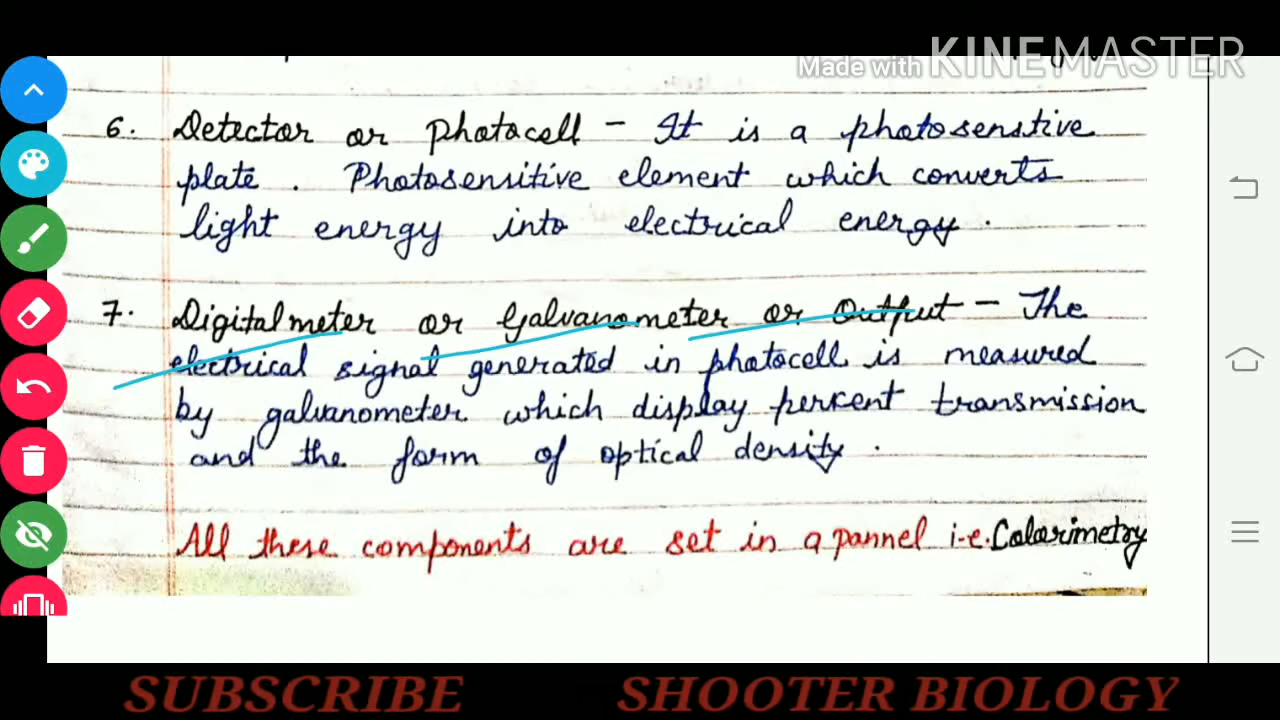 Made with KINEMASTER
6. Detector or Photocell - It is a photosenstive
plate. Photosensitive element which converts
light energy into electrical energy.
7. Digitalmeter or Galvanometer or Output - The
electrical signal generated in photocell is measured
by galvanometer which display percent transmission
and the form of optical density.
All these components are set in a pannel i.e. Colorimetry
SUBSCRIBE SHOOTER BIOLOGY